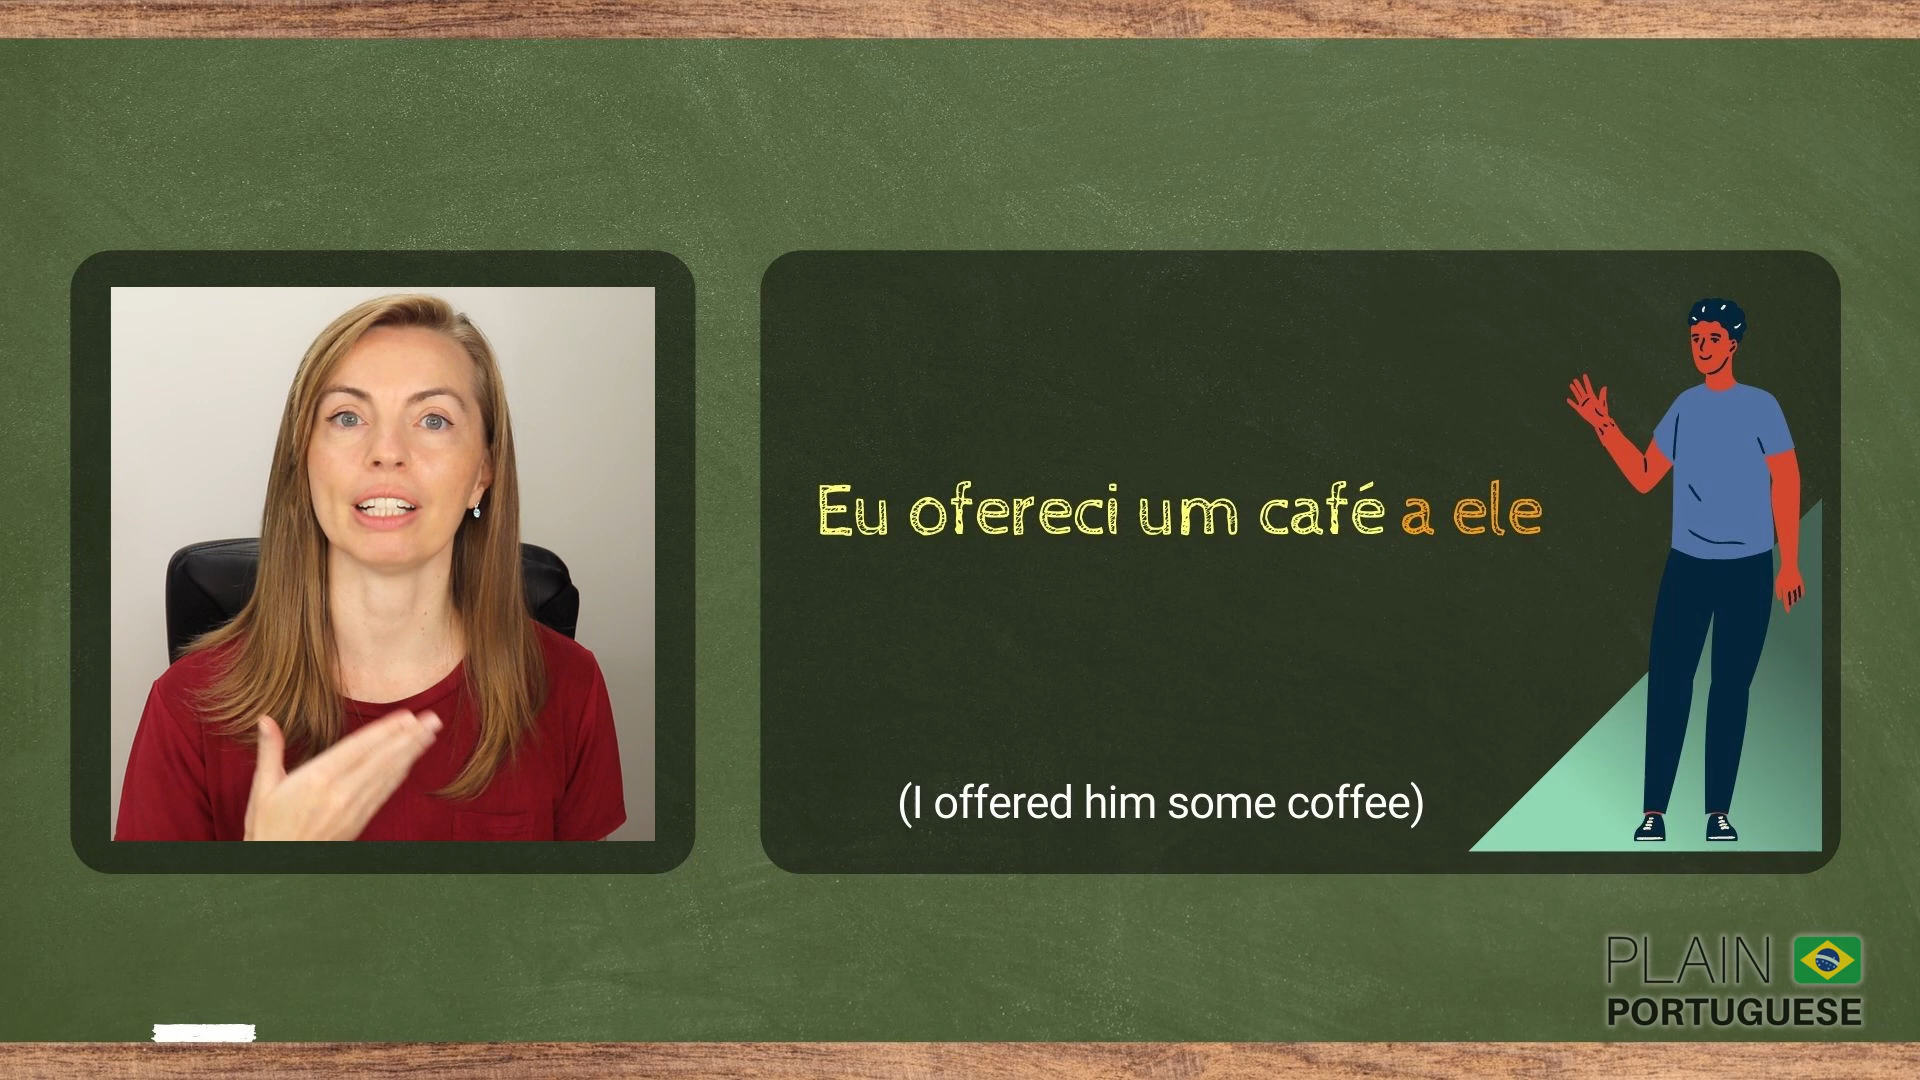 Eu ofereci um café a ele
(I offered him some coffee)
PLAIN
PORTUGUESE